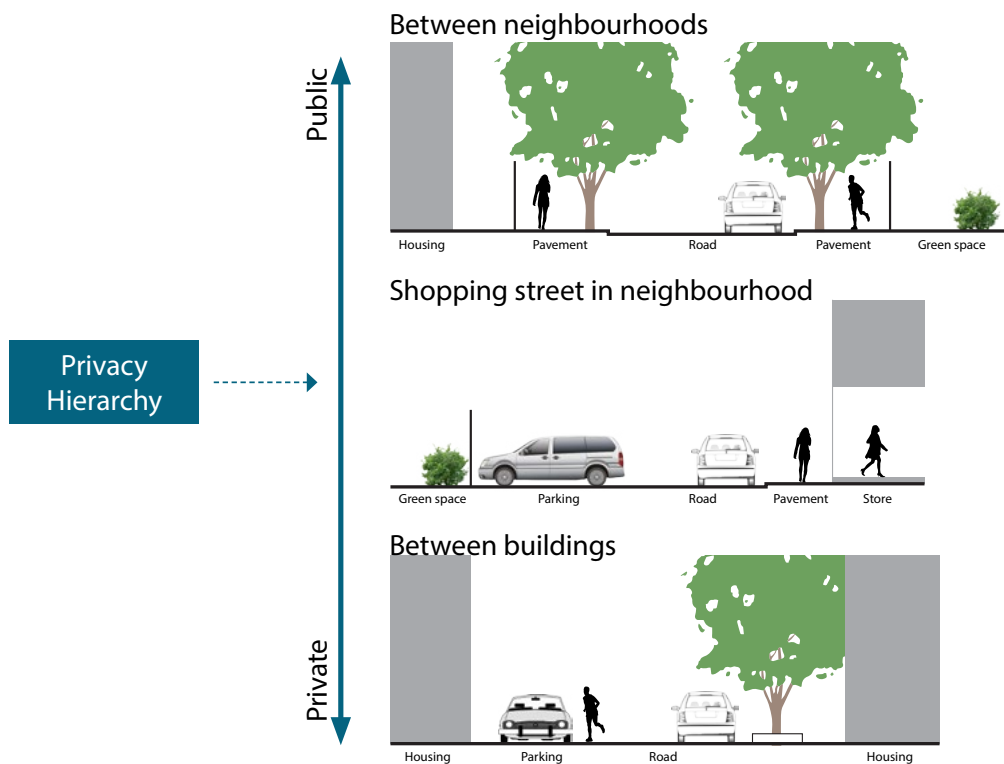 Between neighbourhoods
Public
Housing Pavement Road Pavement Green space
Shopping street in neighbourhood
Privacy
Hierarchy
Green space Parking Road Pavement Store
Between buildings
Private
Housing Parking Road Housing